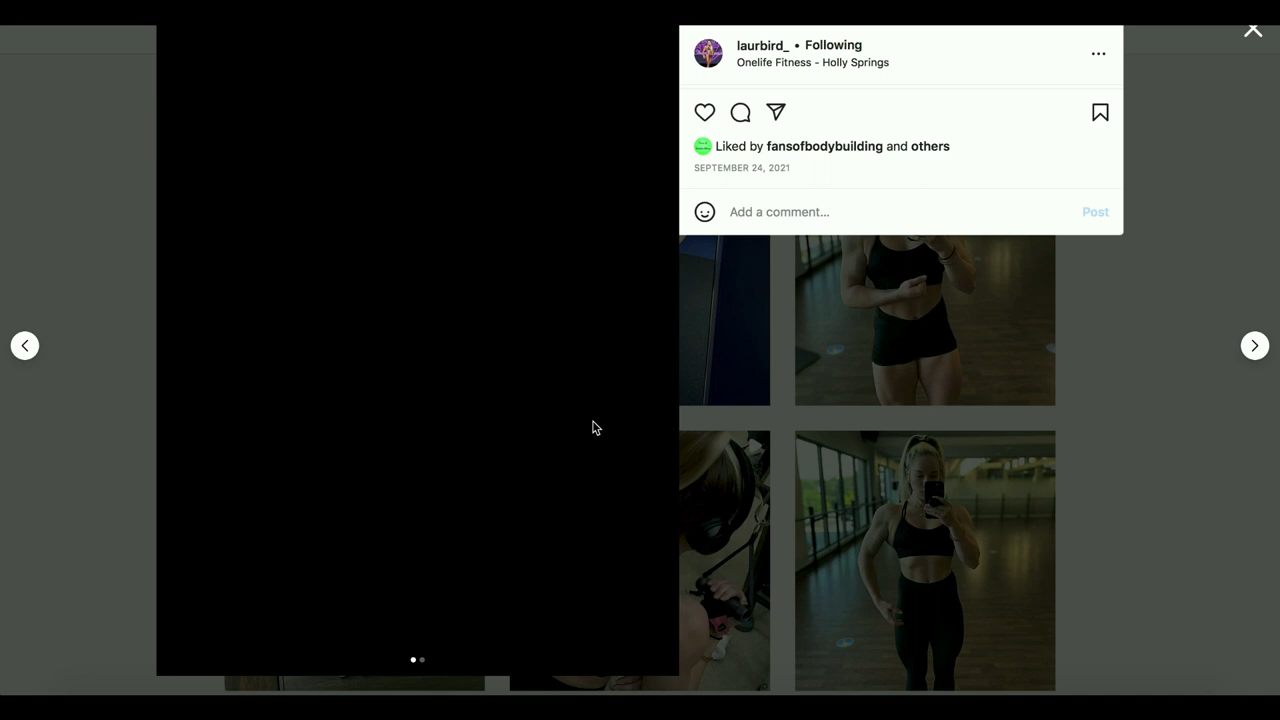 laurbird_ • Following
Onelife Fitness - Holly Springs
Liked by fansofbodybuilding and others
SEPTEMBER 24, 2021
Add a comment...
Post